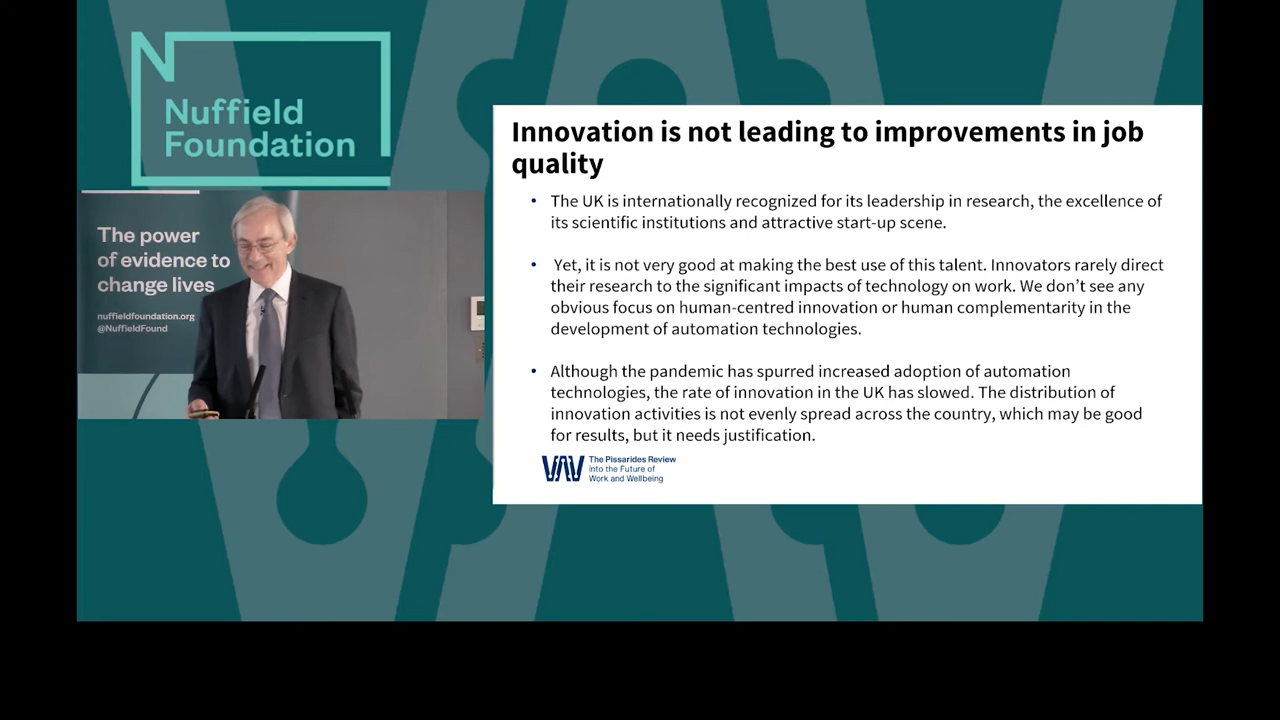 Nuffield
Foundation
The power
of evidence to
change lives
nuffieldfoundation.org
@NuffieldFound
Innovation is not leading to improvements in job
quality
• The UK is internationally recognized for its leadership in research, the excellence of
its scientific institutions and attractive start-up scene.
• Yet, it is not very good at making the best use of this talent. Innovators rarely direct
their research to the significant impacts of technology on work. We don't see any
obvious focus on human-centred innovation or human complementarity in the
development of automation technologies.
• Although the pandemic has spurred increased adoption of automation
technologies, the rate of innovation in the UK has slowed. The distribution of
innovation activities is not evenly spread across the country, which may be good
for results, but it needs justification.
The Pissarides Review
into the Future of
Work and Wellbeing